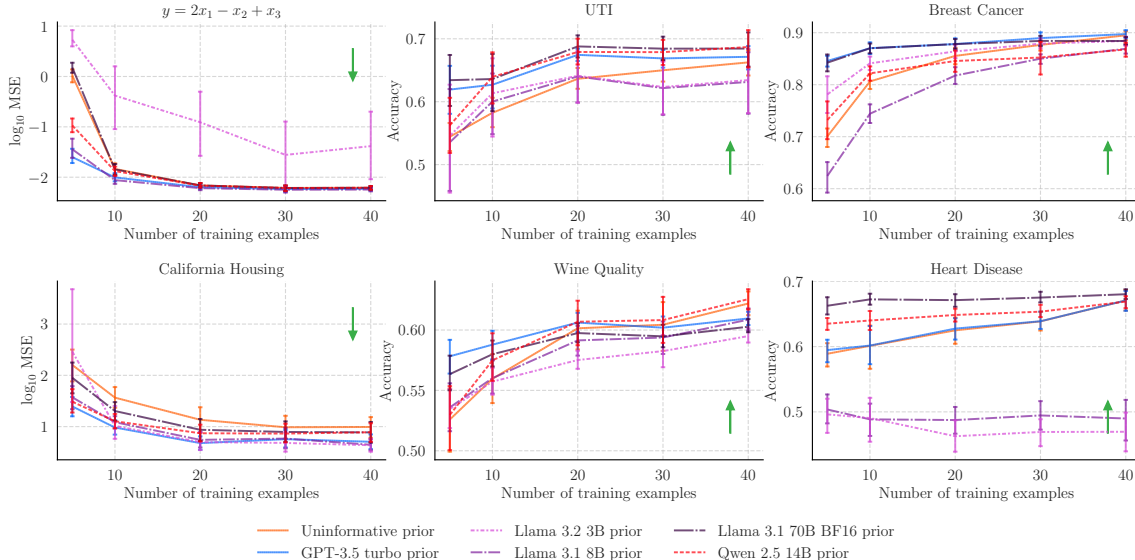 y = 2x₁ − x₂ + x₃
UTI
Breast Cancer
log₁₀ MSE
1
0
−1
−2
10
20
30
40
Number of training examples
Accuracy
0.7
0.6
0.5
10
20
30
40
Number of training examples
Accuracy
0.9
0.8
0.7
0.6
10
20
30
40
Number of training examples
California Housing
Wine Quality
Heart Disease
log₁₀ MSE
3
2
1
10
20
30
40
Number of training examples
Accuracy
0.60
0.55
0.50
10
20
30
40
Number of training examples
Accuracy
0.7
0.6
0.5
10
20
30
40
Number of training examples
Uninformative prior
Llama 3.2 3B prior
Llama 3.1 70B BF16 prior
GPT-3.5 turbo prior
Llama 3.1 8B prior
Qwen 2.5 14B prior